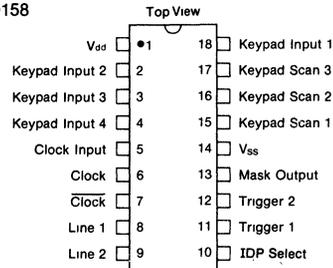 0158
Top View
Vdd 1 18 Keypad Input 1
Keypad Input 2 2 17 Keypad Scan 3
Keypad Input 3 3 16 Keypad Scan 2
Keypad Input 4 4 15 Keypad Scan 1
Clock Input 5 14 Vss
Clock 6 13 Mask Output
Clock 7 12 Trigger 2
Line 1 8 11 Trigger 1
Line 2 9 10 IDP Select